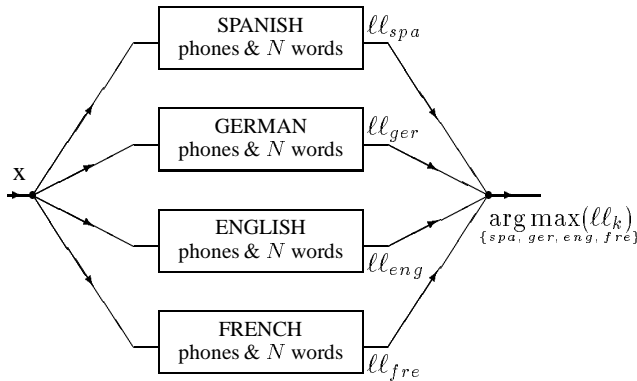 SPANISH
phones & N words
ℓℓ_spa
GERMAN
phones & N words
ℓℓ_ger
x
ENGLISH
phones & N words
ℓℓ_eng
arg max(ℓℓ_k)
{spa, ger, eng, fre}
FRENCH
phones & N words
ℓℓ_fre